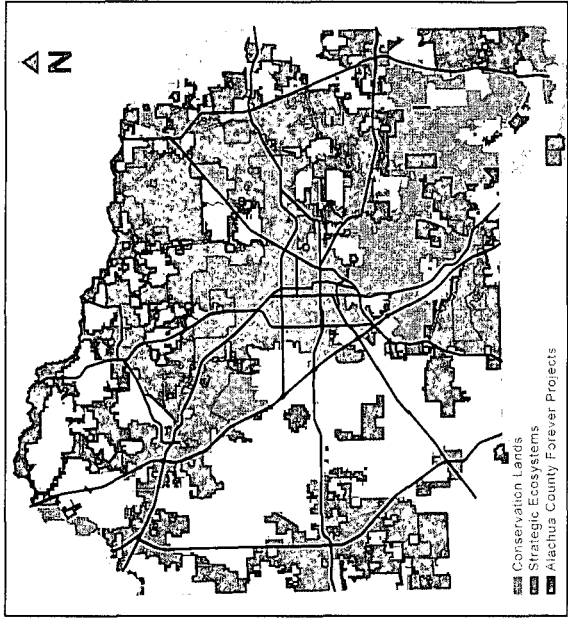 N
Conservation Lands
Strategic Ecosystems
Alachua County Forever Projects